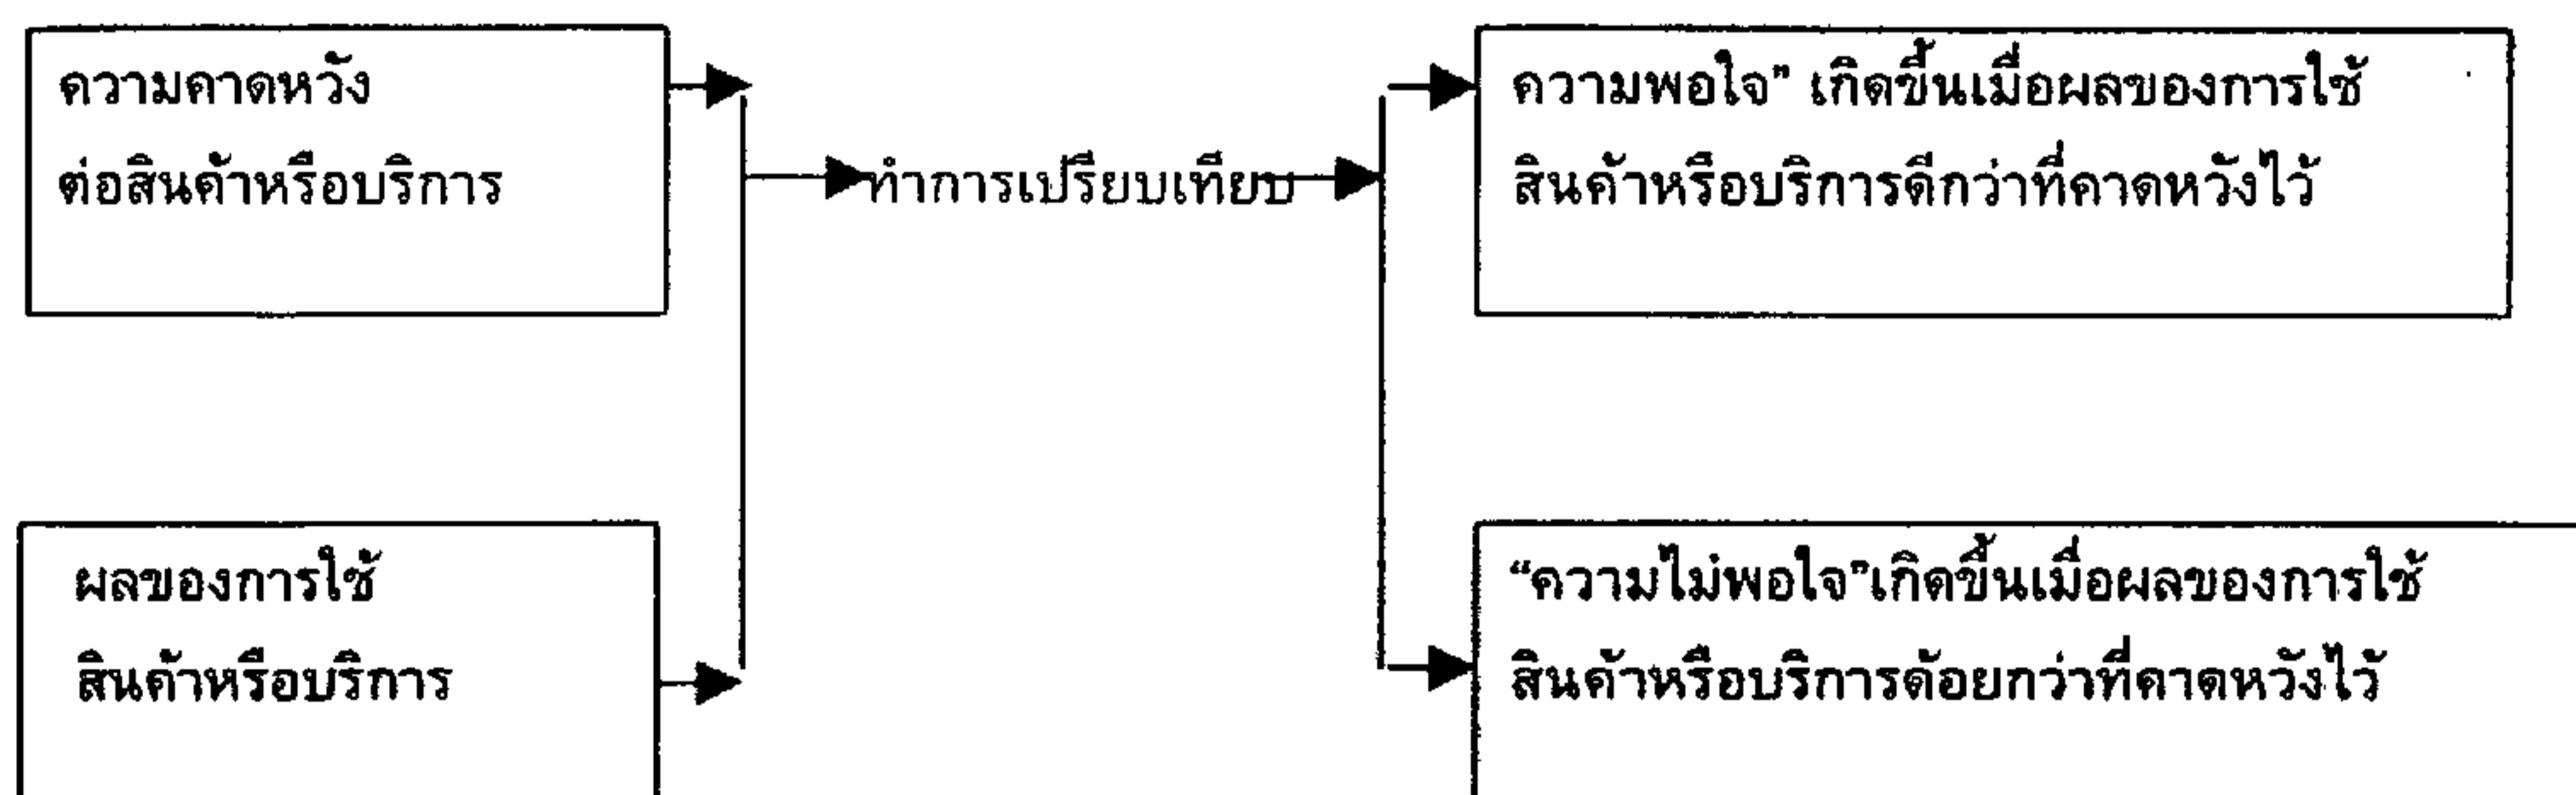 ความคาดหวัง
ต่อสินค้าหรือบริการ
ทำการเปรียบเทียบ
ความพอใจ” เกิดขึ้นเมื่อผลของการใช้
สินค้าหรือบริการดีกว่าที่คาดหวังไว้
ผลของการใช้
สินค้าหรือบริการ
“ความไม่พอใจ”เกิดขึ้นเมื่อผลของการใช้
สินค้าหรือบริการด้อยกว่าที่คาดหวังไว้